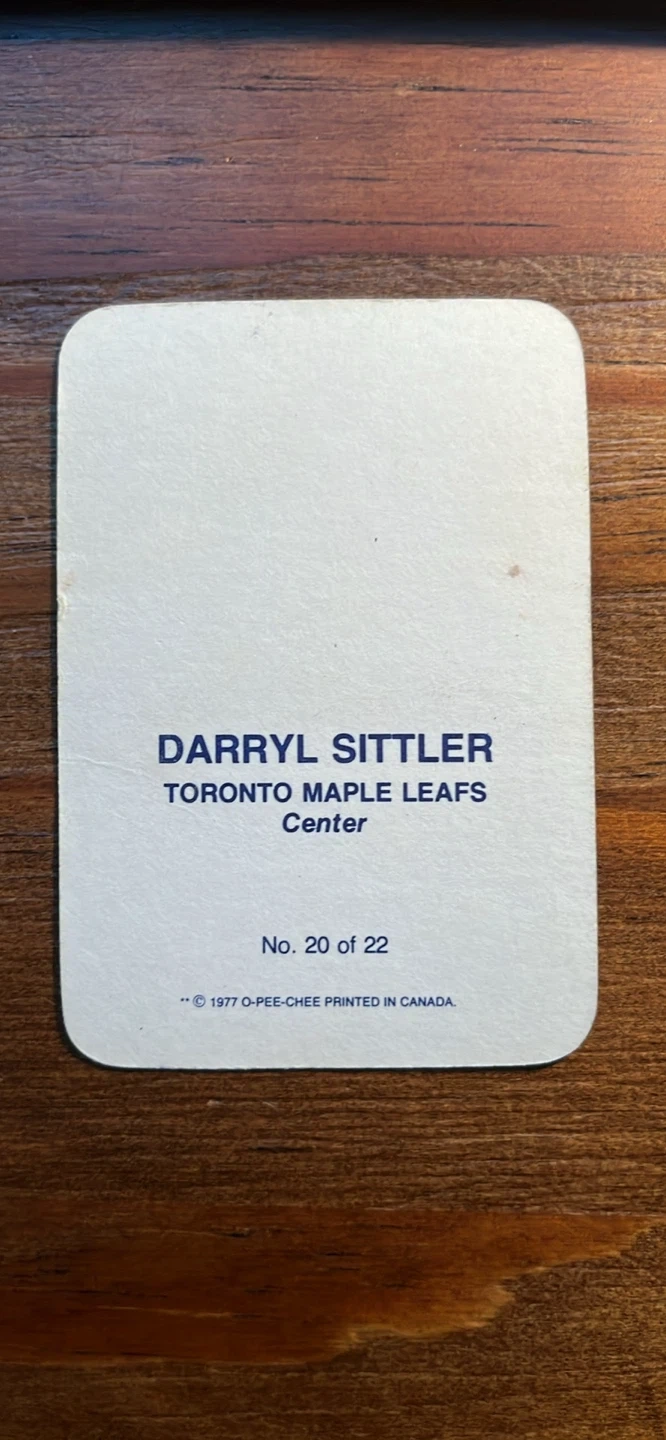 DARRYL SITTLER
TORONTO MAPLE LEAFS
Center
No. 20 of 22
** © 1977 O-PEE-CHEE PRINTED IN CANADA.